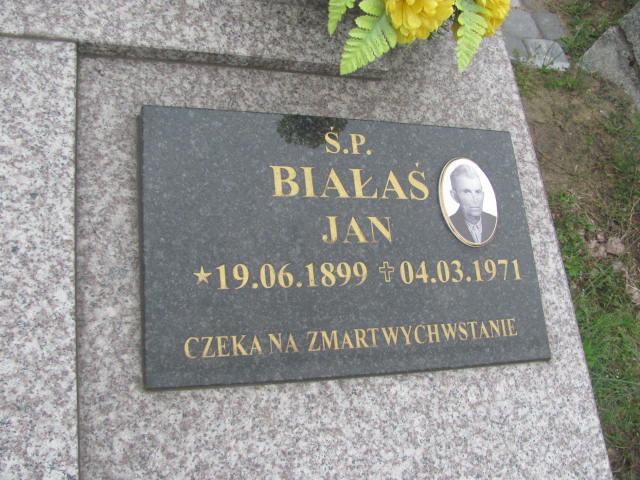 Ś.P.
BIAŁAŚ
JAN
★19.06.1899 ✝04.03.1971
CZEKA NA ZMARTWYCHWSTANIE